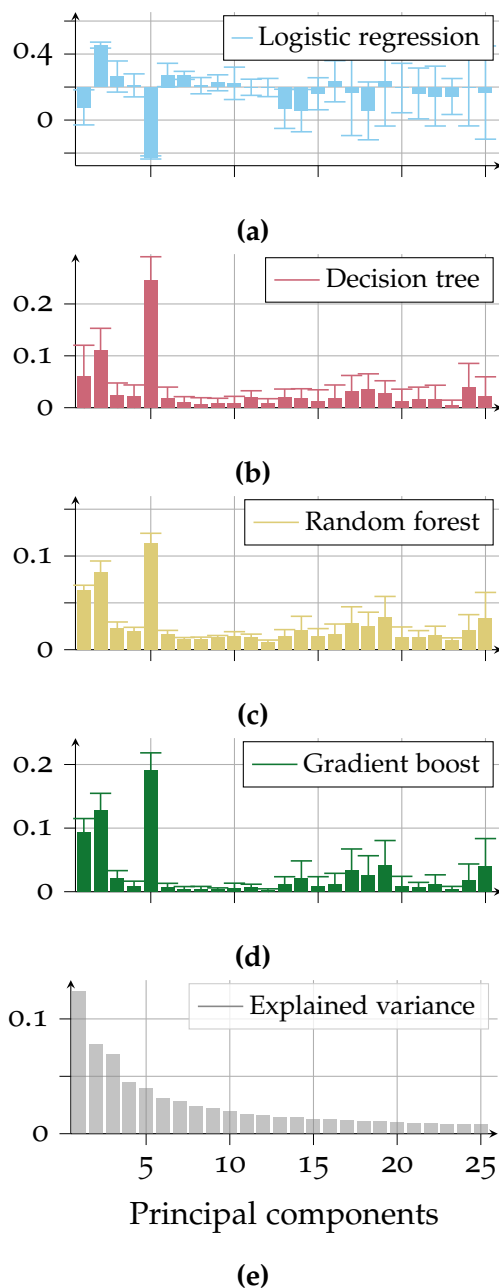 0.4
Logistic regression
0
(a)
Decision tree
0.2
0.1
0
(b)
Random forest
0.1
0
(c)
Gradient boost
0.2
0.1
0
(d)
Explained variance
0.1
0
5 10 15 20 25
Principal components
(e)